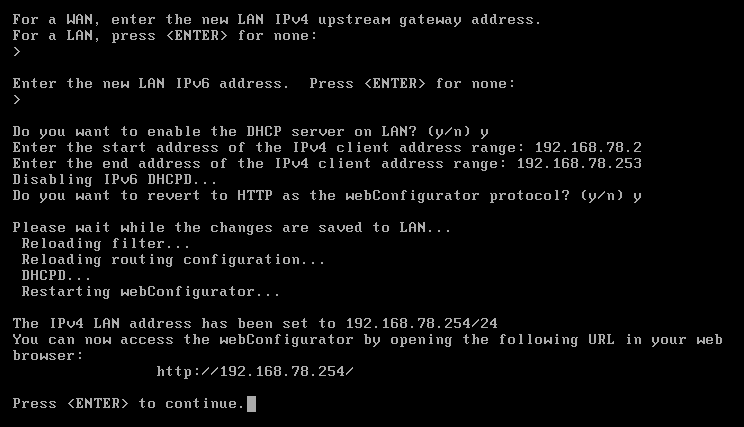 For a WAN, enter the new LAN IPv4 upstream gateway address.
For a LAN, press <ENTER> for none:
>
Enter the new LAN IPv6 address.  Press <ENTER> for none:
>
Do you want to enable the DHCP server on LAN? (y/n) y
Enter the start address of the IPv4 client address range: 192.168.78.2
Enter the end address of the IPv4 client address range: 192.168.78.253
Disabling IPv6 DHCPD...
Do you want to revert to HTTP as the webConfigurator protocol? (y/n) y
Please wait while the changes are saved to LAN...
 Reloading filter...
 Reloading routing configuration...
 DHCPD...
 Restarting webConfigurator...
The IPv4 LAN address has been set to 192.168.78.254/24
You can now access the webConfigurator by opening the following URL in your web
browser:
                http://192.168.78.254/
Press <ENTER> to continue.